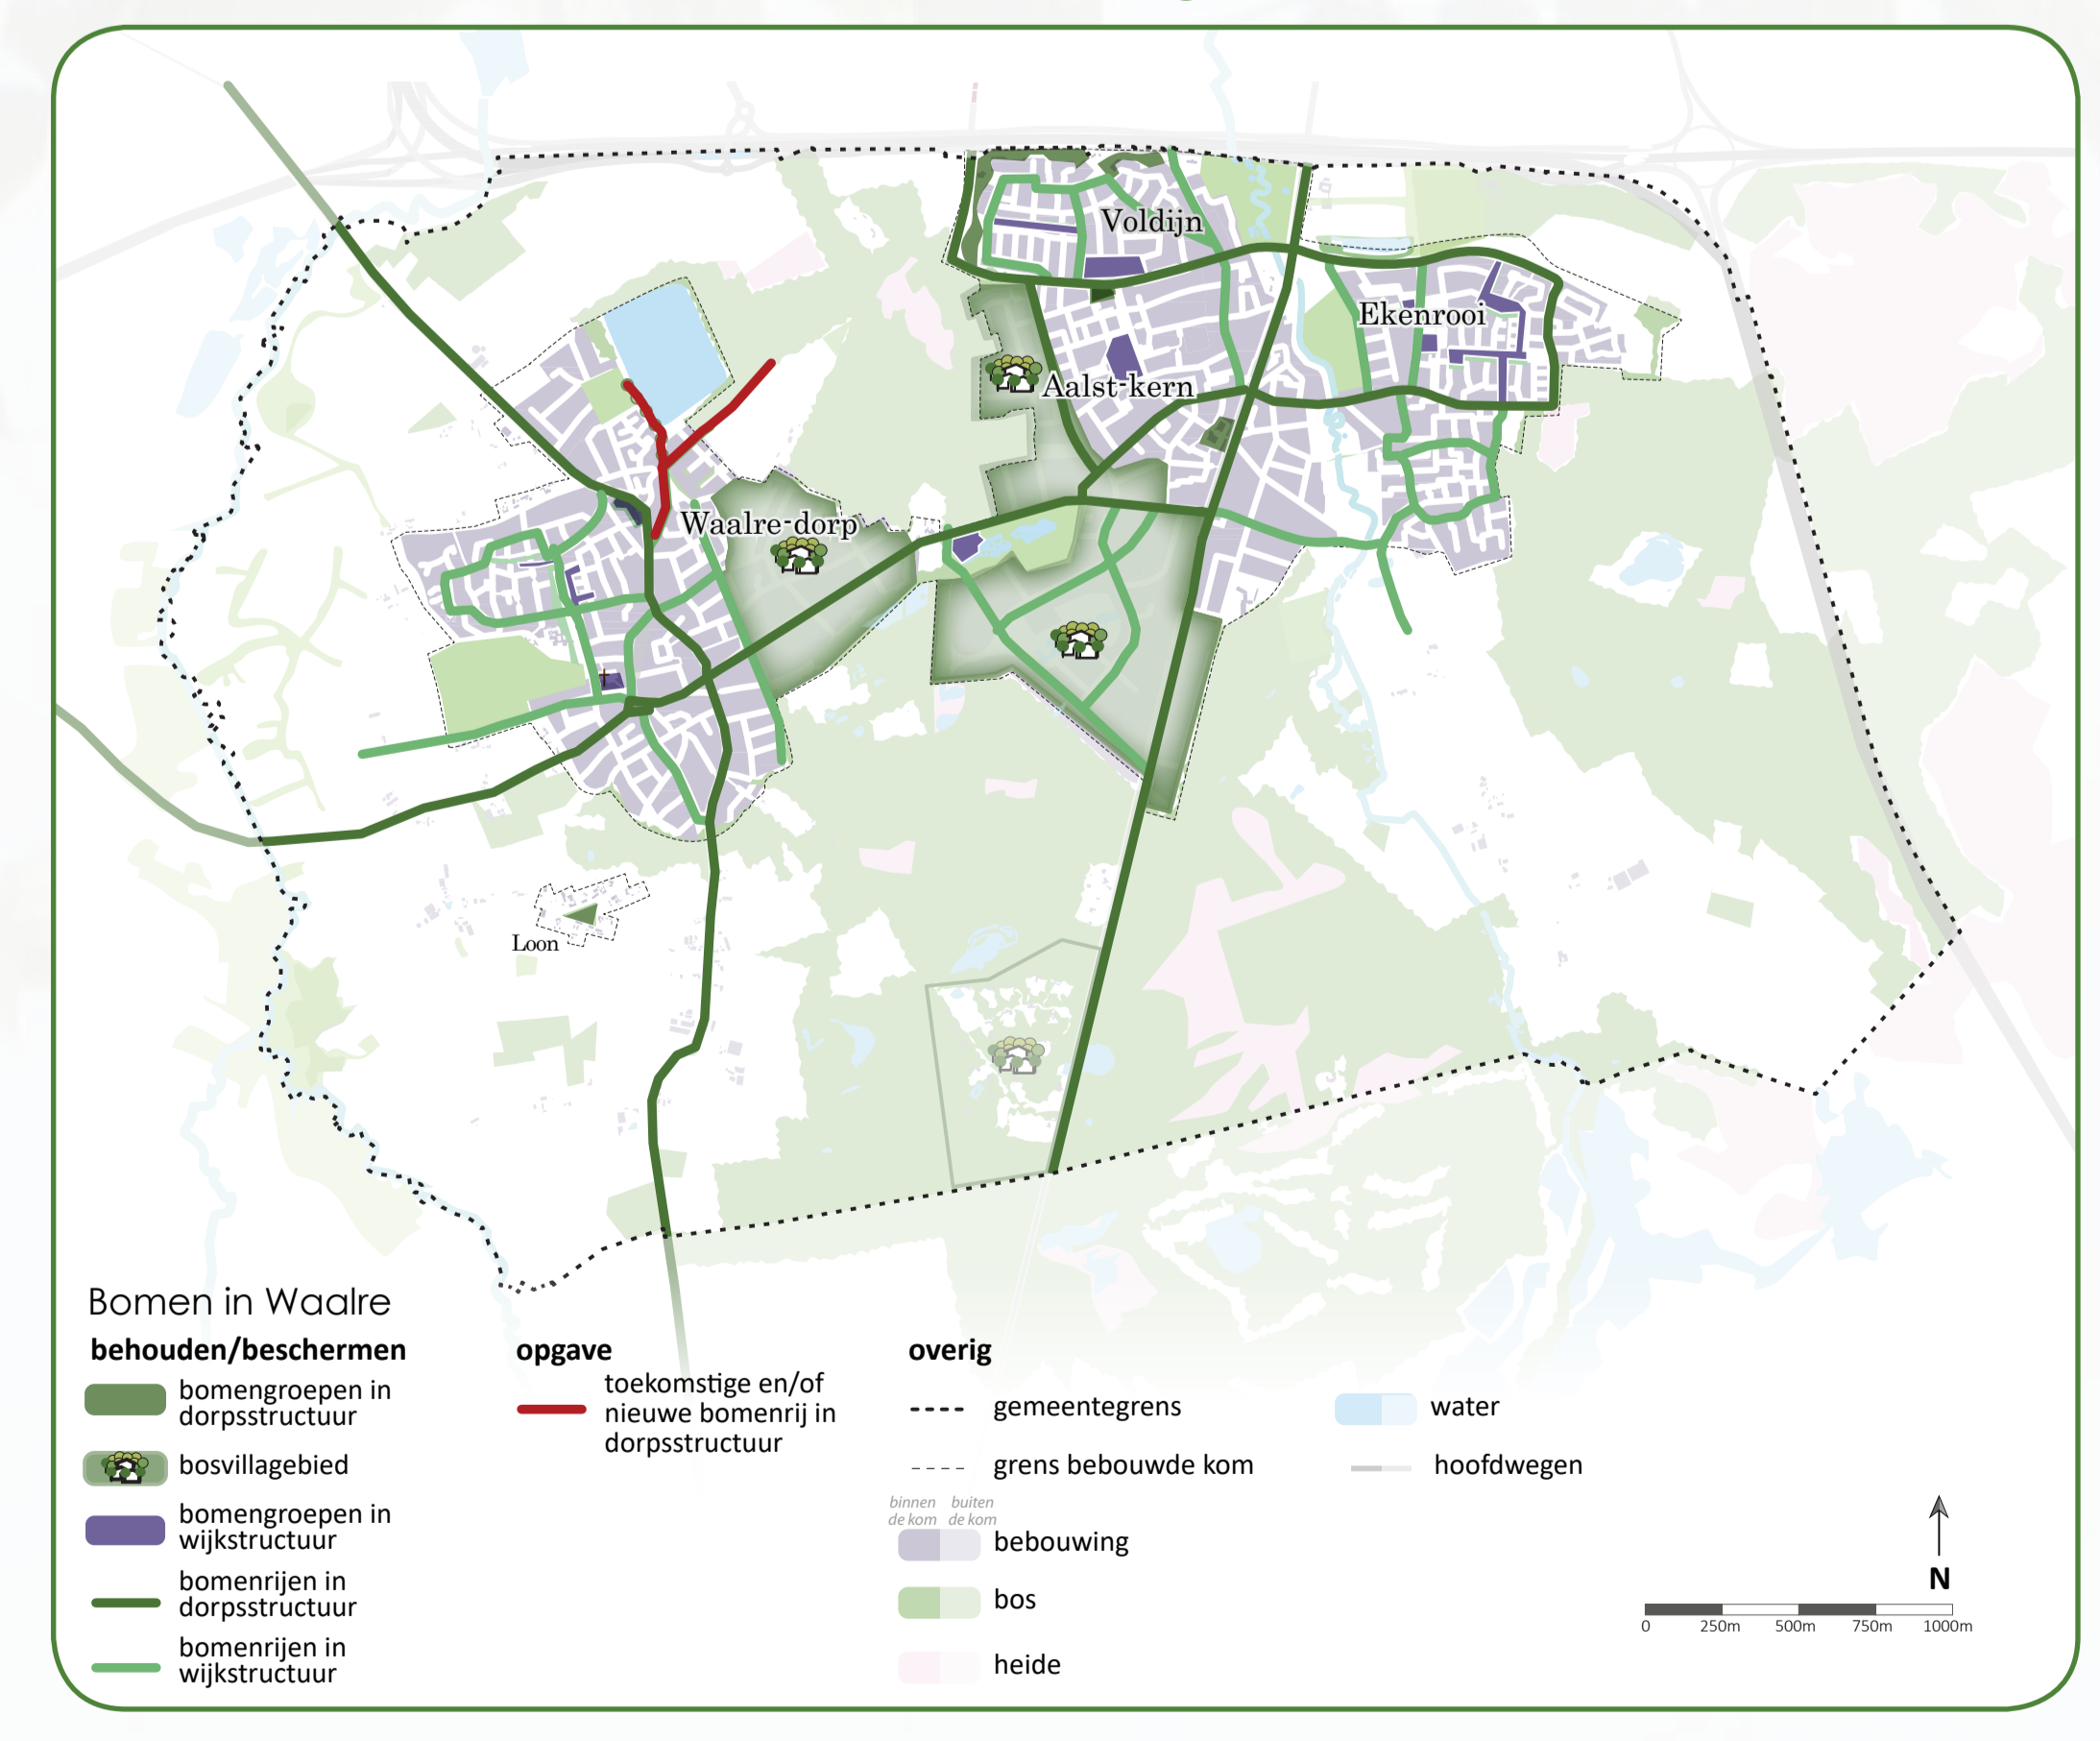 Voldijn
Ekenrooi
Aalst-kern
Waalre-dorp
Loon
Bomen in Waalre
behouden/beschermen
bomengroepen in
dorpsstructuur
bosvillagebied
bomengroepen in
wijkstructuur
bomenrijen in
dorpsstructuur
bomenrijen in
wijkstructuur
opgave
toekomstige en/of
nieuwe bomenrij in
dorpsstructuur
overig
gemeentegrens
grens bebouwde kom
binnen buiten
de kom de kom
bebouwing
bos
heide
water
hoofdwegen
N
0 250m 500m 750m 1000m